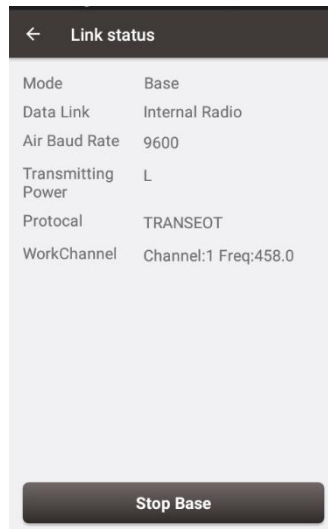 Link status
Mode Base
Data Link Internal Radio
Air Baud Rate 9600
Transmitting Power L
Protocal TRANSEOT
WorkChannel Channel:1 Freq:458.0
Stop Base